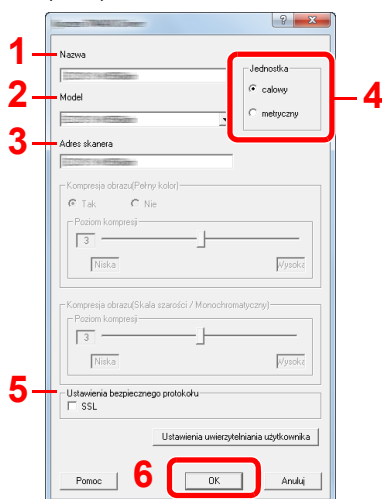 ?
1
Nazwa
Jednostka
calowy
metryczny
4
2
Model
3
Adres skanera
Kompresja obrazu(Pełny kolor)
Tak
Nie
Poziom kompresji
3
Niska
Wysoka
Kompresja obrazu(Skala szarości / Monochromatyczny)
Poziom kompresji
3
Niska
Wysoka
5
Ustawienia bezpiecznego protokołu
SSL
Ustawienia uwierzytelniania użytkownika
Pomoc
6
OK
Anuluj